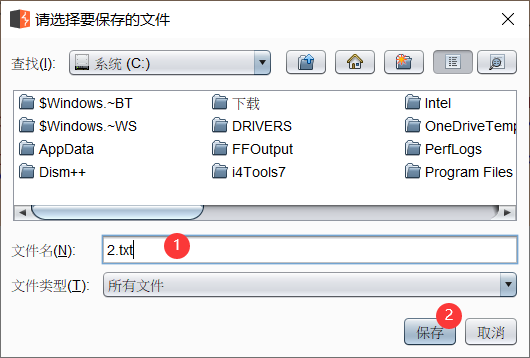 请选择要保存的文件
查找(I): 系统 (C:)
$Windows.~BT 下载 Intel
$Windows.~WS DRIVERS OneDriveTemp
AppData FFOutput PerfLogs
Dism++ i4Tools7 Program Files
文件名(N): 2.txt 1
文件类型(T): 所有文件
2
保存 取消